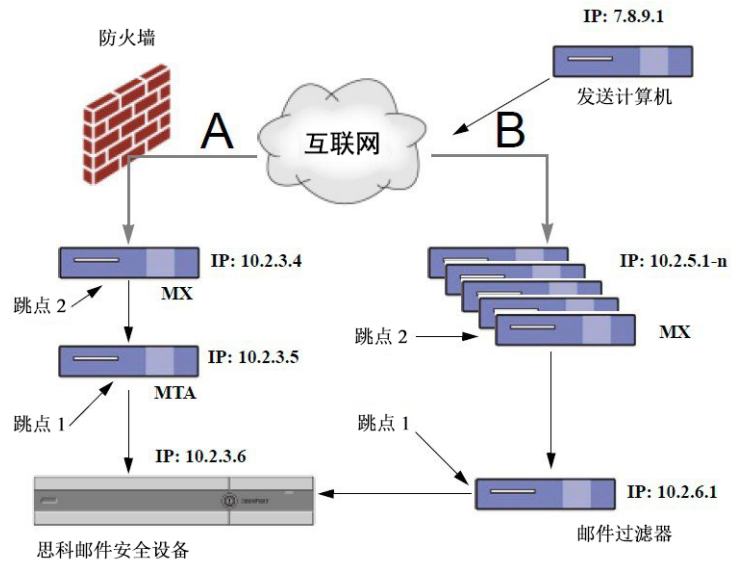 IP: 7.8.9.1
防火墙
发送计算机
A
互联网
B
IP: 10.2.3.4
IP: 10.2.5.1-n
MX
跳点 2
跳点 2
MX
IP: 10.2.3.5
MTA
跳点 1
跳点 1
IP: 10.2.3.6
IP: 10.2.6.1
思科邮件安全设备
邮件过滤器